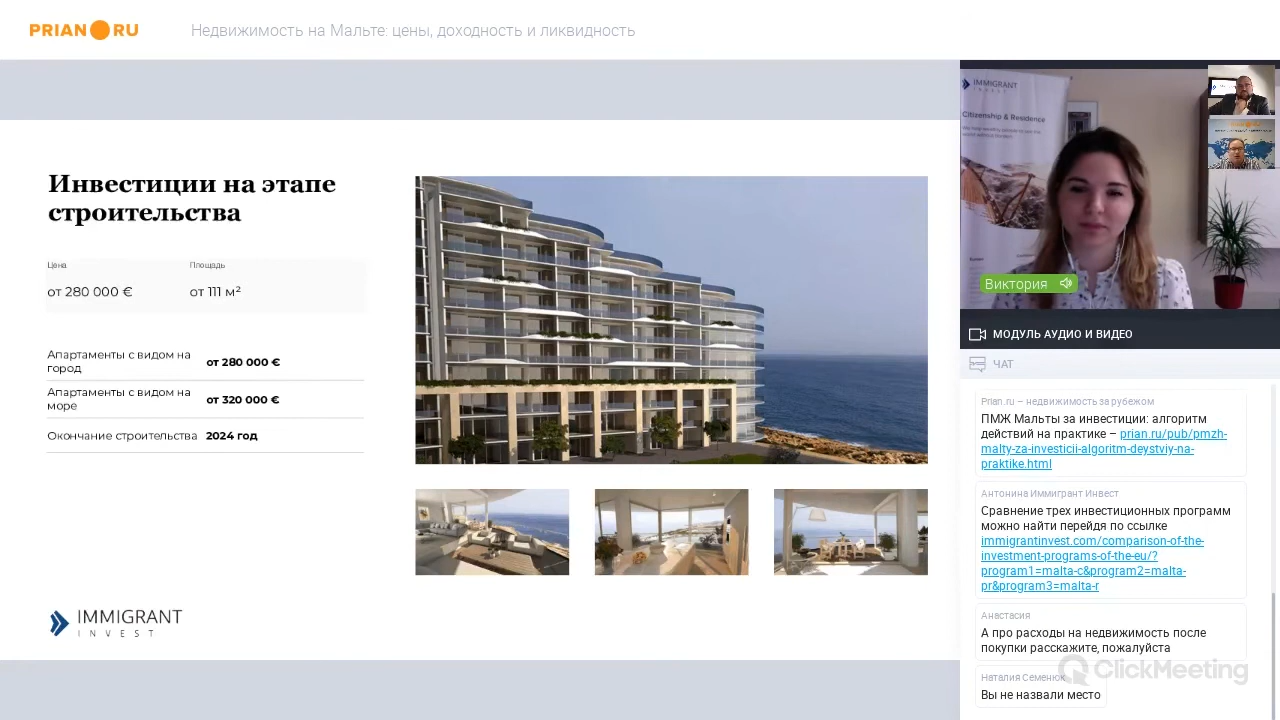 PRIAN RU
Недвижимость на Мальте: цены, доходность и ликвидность
Инвестиции на этапе
строительства
Цена
Площадь
от 280 000 €
от 111 м²
Апартаменты с видом на
город
от 280 000 €
Апартаменты с видом на
море
от 320 000 €
Окончание строительства
2024 год
IMMIGRANT
INVEST
IMMIGRANT
INVEST
Citizenship & Residence
Виктория
МОДУЛЬ АУДИО И ВИДЕО
ЧАТ
Prian.ru – недвижимость за рубежом
ПМЖ Мальты за инвестиции: алгоритм
действий на практике – prian.ru/pub/pmzh-
malty-za-investicii-algoritm-deystviy-na-
praktike.html
Антонина Иммигрант Инвест
Сравнение трех инвестиционных программ
можно найти перейдя по ссылке
immigrantinvest.com/comparison-of-the-
investment-programs-of-the-eu/?
program1=malta-c&program2=malta-
pr&program3=malta-r
Анастасия
А про расходы на недвижимость после
покупки расскажите, пожалуйста
ClickMeeting
Наталия Семенюк
Вы не назвали место